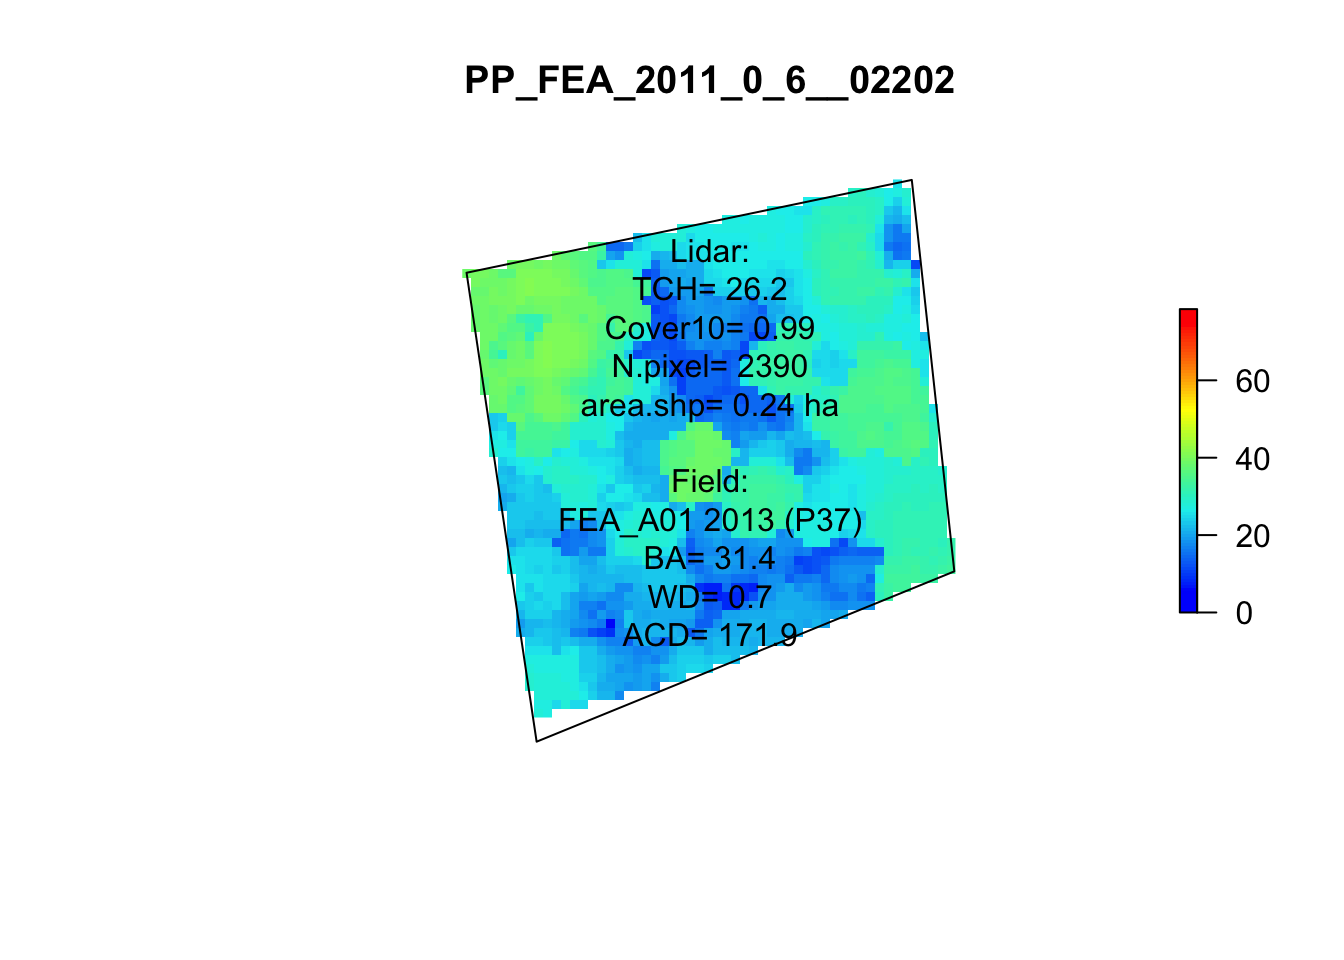 PP_FEA_2011_0_6__02202
Lidar:
TCH= 26.2
Cover10= 0.99
N.pixel= 2390
area.shp= 0.24 ha
Field:
FEA_A01 2013 (P37)
BA= 31.4
WD= 0.7
ACD= 171.9
60
40
20
0